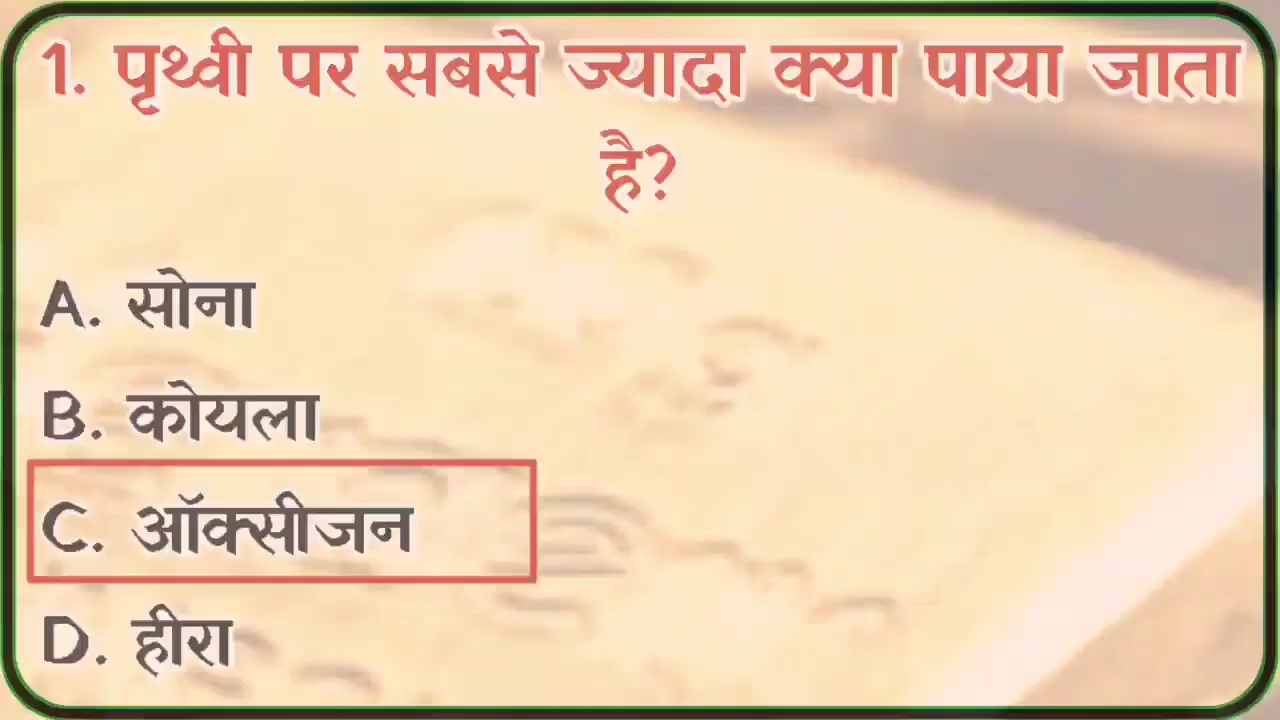 1. पृथ्वी पर सबसे ज्यादा क्या पाया जाता
है?
A. सोना
B. कोयला
C. ऑक्सीजन
D. हीरा